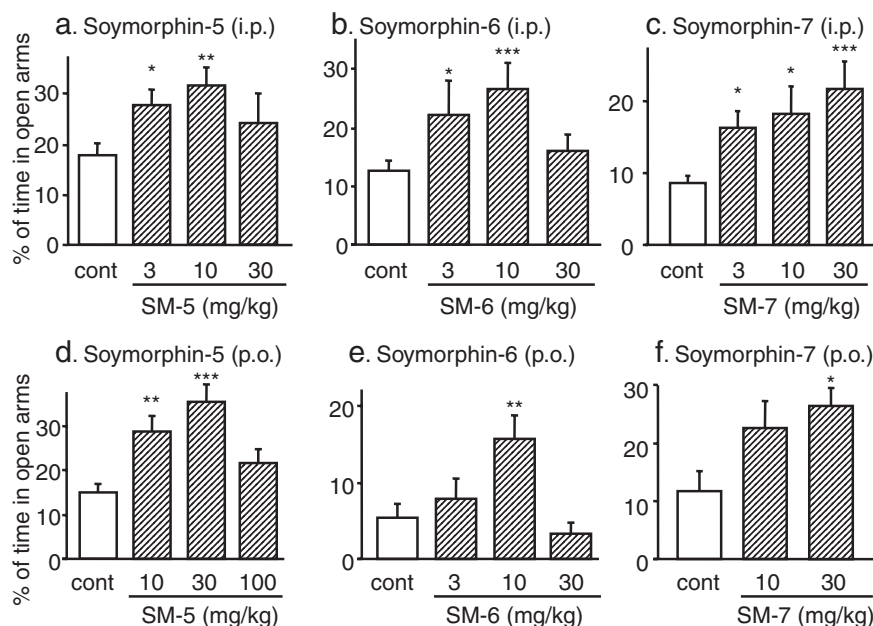 a. Soymorphin-5 (i.p.)
% of time in open arms
30
20
10
0
* ** 
cont 3 10 30
SM-5 (mg/kg)
b. Soymorphin-6 (i.p.)
30
20
10
0
* ***
cont 3 10 30
SM-6 (mg/kg)
c. Soymorphin-7 (i.p.)
20
10
0
* * ***
cont 3 10 30
SM-7 (mg/kg)
d. Soymorphin-5 (p.o.)
% of time in open arms
30
20
10
0
** ***
cont 10 30 100
SM-5 (mg/kg)
e. Soymorphin-6 (p.o.)
20
10
0
**
cont 3 10 30
SM-6 (mg/kg)
f. Soymorphin-7 (p.o.)
30
20
10
0
*
cont 10 30
SM-7 (mg/kg)